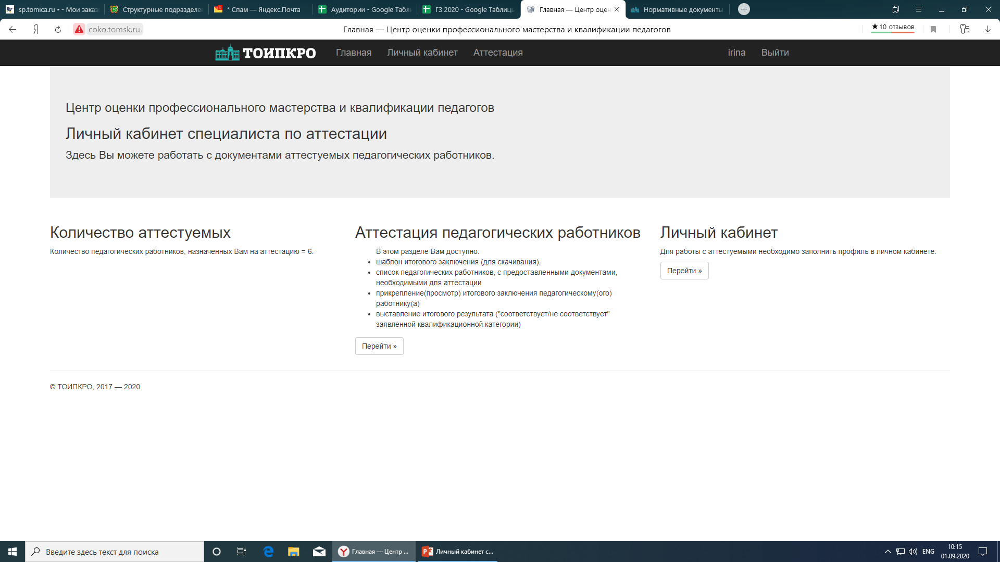 sp.tomica.ru • - Мои заказ
Структурные подразделен
* Спам — Яндекс.Почта
Аудитории - Google Табл
ГЗ 2020 - Google Таблиць
Главная — Центр оцен
Нормативные документы
coko.tomsk.ru
Главная — Центр оценки профессионального мастерства и квалификации педагогов
★10 отзывов
ТОИПКРО
Главная
Личный кабинет
Аттестация
irina
Выйти
Центр оценки профессионального мастерства и квалификации педагогов
Личный кабинет специалиста по аттестации
Здесь Вы можете работать с документами аттестуемых педагогических работников.
Количество аттестуемых
Количество педагогических работников, назначенных Вам на аттестацию = 6.
Аттестация педагогических работников
В этом разделе Вам доступно:
• шаблон итогового заключения (для скачивания),
• список педагогических работников, с предоставленными документами,
необходимыми для аттестации
• прикрепление(просмотр) итогового заключения педагогическому(ого)
работнику(а)
• выставление итогового результата ("соответствует/не соответствует"
заявленной квалификационной категории)
Перейти »
Личный кабинет
Для работы с аттестуемыми необходимо заполнить профиль в личном кабинете.
Перейти »
© ТОИПКРО, 2017 — 2020
Введите здесь текст для поиска
Главная — Центр ...
Личный кабинет с...
ENG
10:15
01.09.2020